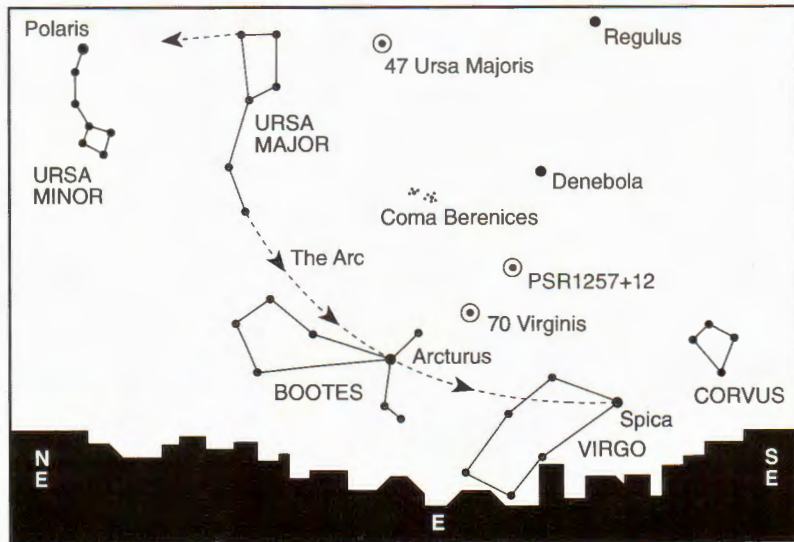 Polaris
Regulus
47 Ursa Majoris
URSA
MAJOR
URSA
MINOR
Denebola
Coma Berenices
The Arc
PSR1257+12
70 Virginis
Arcturus
BOOTES
CORVUS
Spica
VIRGO
N
E
E
S
E